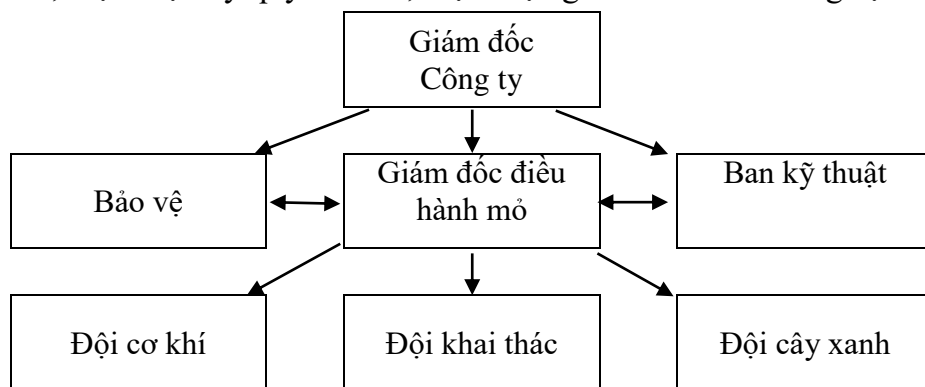 Giám đốc
Công ty
Bảo vệ
Giám đốc điều
hành mỏ
Ban kỹ thuật
Đội cơ khí
Đội khai thác
Đội cây xanh